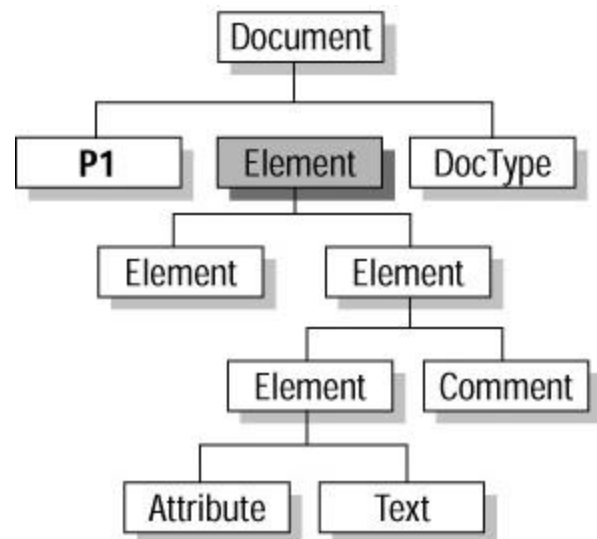 Document
P1
Element
DocType
Element
Element
Element
Comment
Attribute
Text